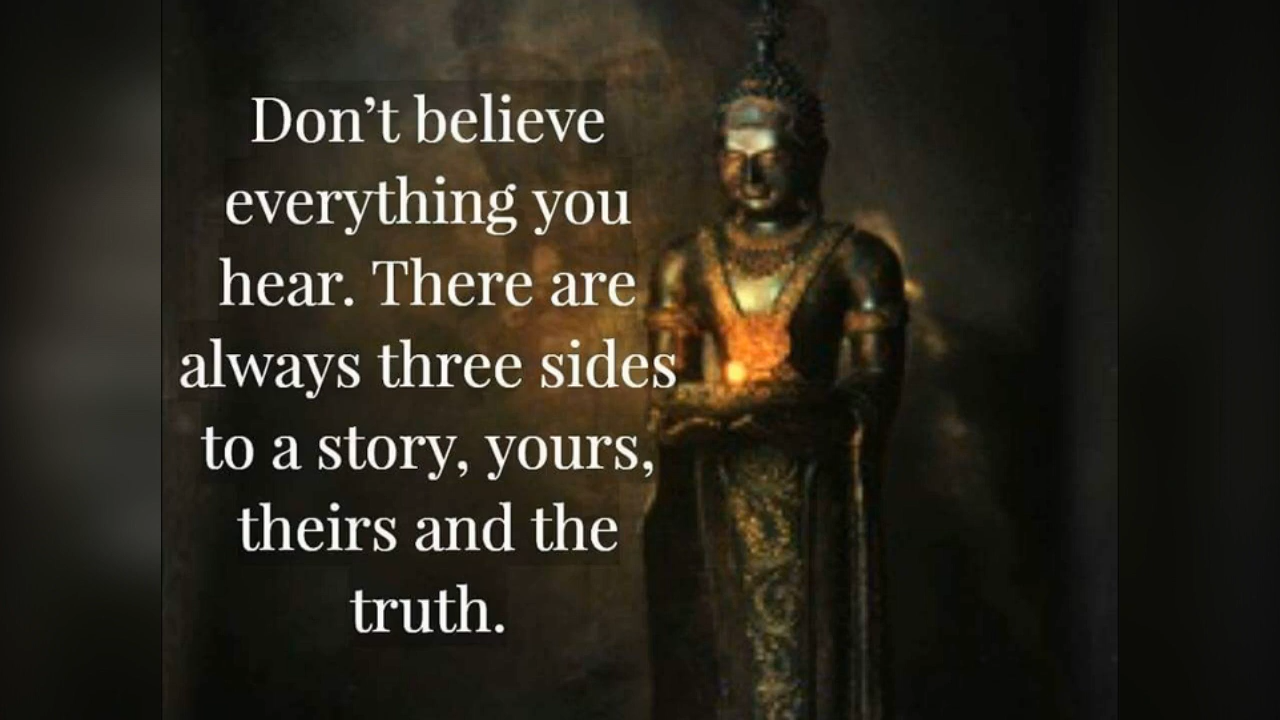 Don’t believe
everything you
hear. There are
always three sides
to a story, yours,
theirs and the
truth.